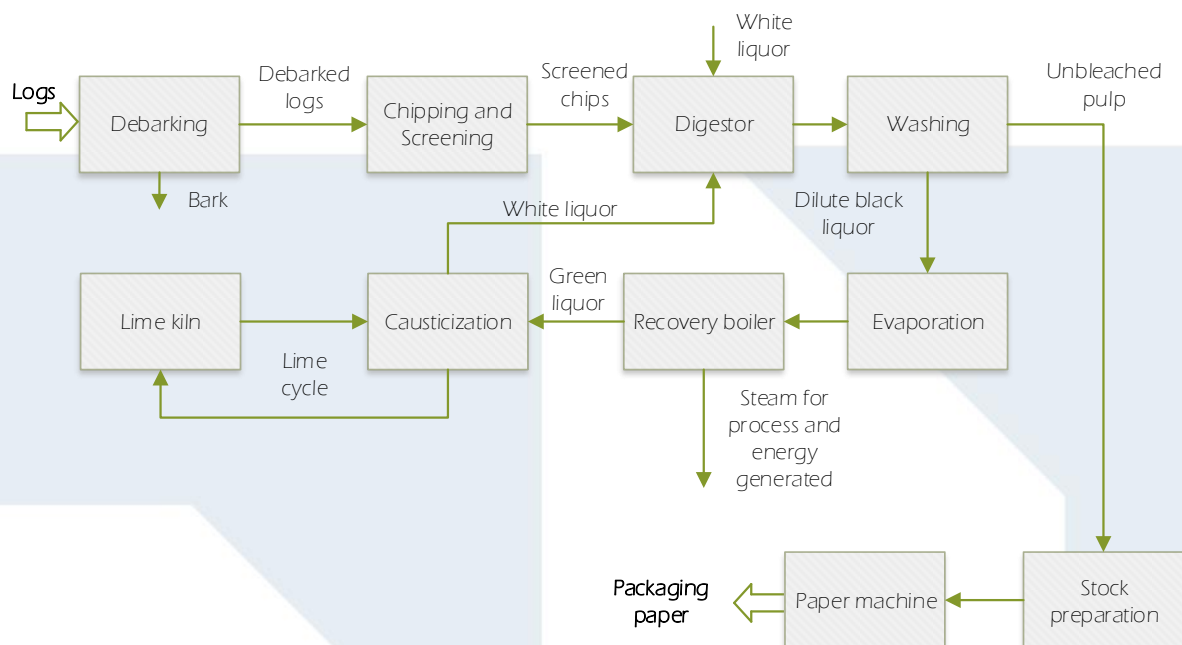 White
liquor
Logs
Debarked
logs
Screened
chips
Unbleached
pulp
Debarking
Chipping and
Screening
Digestor
Washing
Bark
White liquor
Dilute black
liquor
Green
liquor
Lime kiln
Causticization
Recovery boiler
Evaporation
Lime
cycle
Steam for
process and
energy
generated
Packaging
paper
Paper machine
Stock
preparation